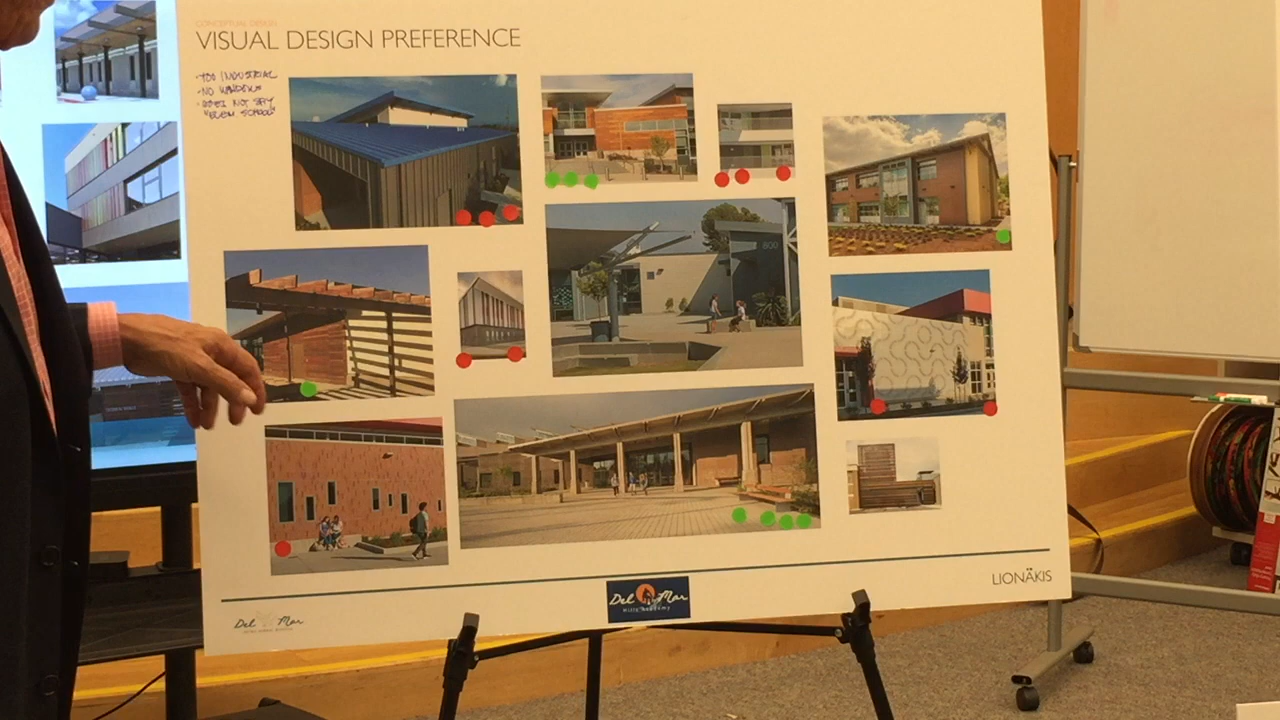 CONCEPTUAL DESIGN
VISUAL DESIGN PREFERENCE
- TOO INDUSTRIAL
- NO WINDOWS
- DOES NOT SAY
"ELEM. SCHOOL"
800
LIONAKIS
Del Mar
Hills Academy
Del Mar